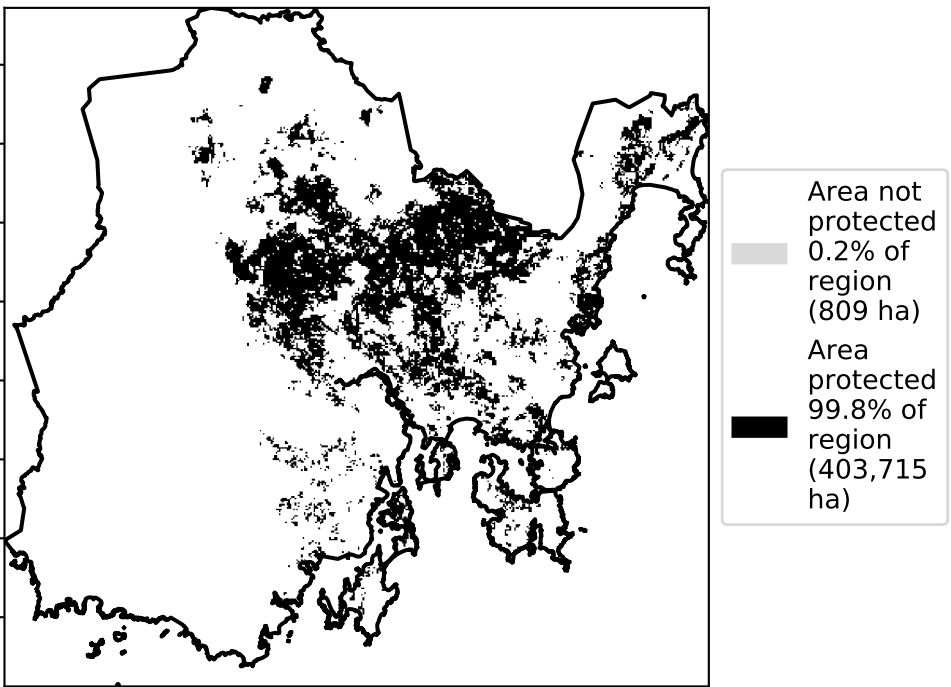 Area not
protected
0.2% of
region
(809 ha)
Area
protected
99.8% of
region
(403,715
ha)